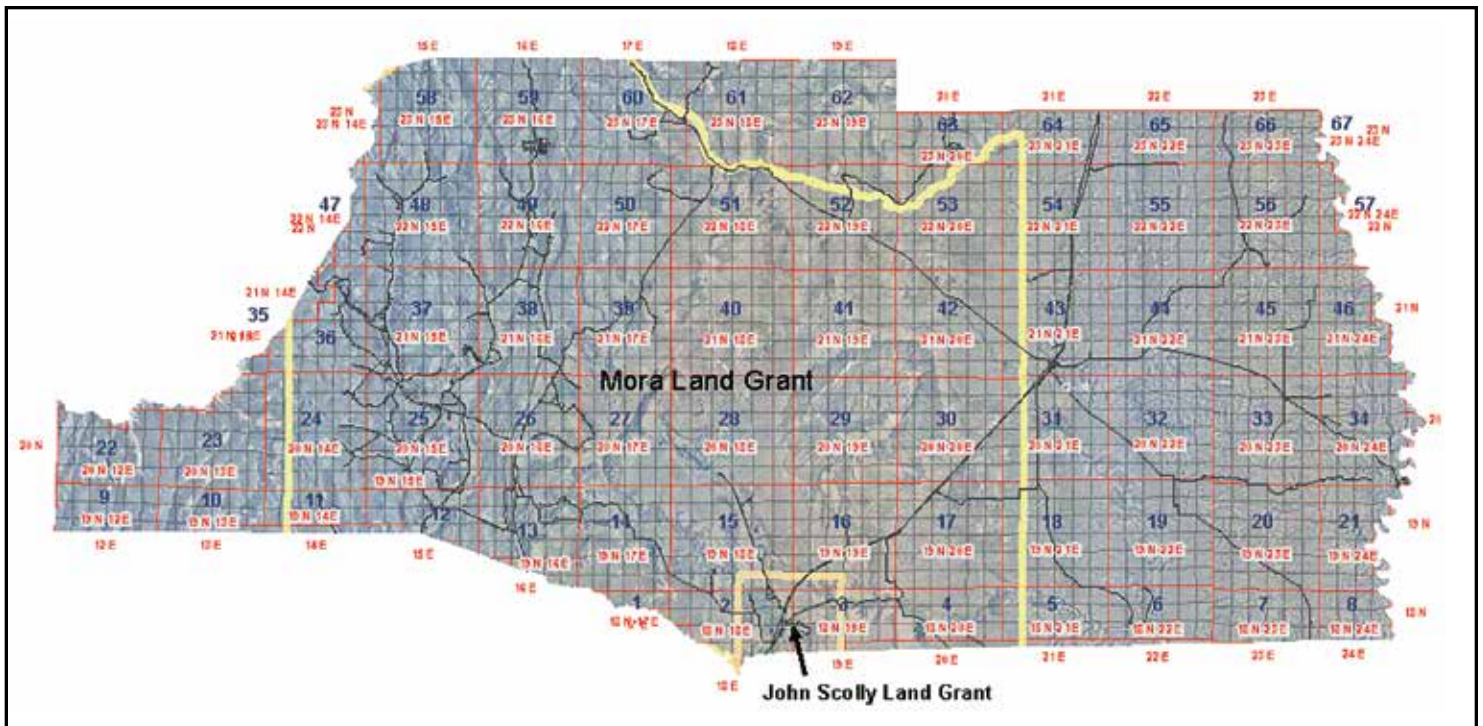 15 E 16 E 17 E 18 E 19 E
58 59 60 61 62
23 N 14E 23 N 15E 23 N 16E 23 N 17E 23 N 18E 23 N 19E
20 E 21 E 22 E 23 E
63 64 65 66 67
23 N
23 N 20E 23 N 21E 23 N 22E 23 N 23E 23 N 24E
47 48 49 50 51 52 53 54 55 56 57
22 N 14E 22 N 15E 22 N 16E 22 N 17E 22 N 18E 22 N 19E 22 N 20E 22 N 21E 22 N 22E 22 N 23E 22 N 24E
22 N 22 N
21 N 14E
35 36 37 38 39 40 41 42 43 44 45 46
21 N
21 N 15E 21 N 16E 21 N 17E 21 N 18E 21 N 19E 21 N 20E 21 N 21E 21 N 22E 21 N 23E 21 N 24E
Mora Land Grant
22 23 24 25 26 27 28 29 30 31 32 33 34
20 N
20 N 12E 20 N 13E 20 N 14E 20 N 15E 20 N 16E 20 N 17E 20 N 18E 20 N 19E 20 N 20E 20 N 21E 20 N 22E 20 N 23E 20 N 24E
19 N 15E
9 10 11 12 13 14 15 16 17 18 19 20 21
19 N
19 N 12E 19 N 13E 19 N 14E 19 N 16E 19 N 17E 19 N 18E 19 N 19E 19 N 20E 19 N 21E 19 N 22E 19 N 23E 19 N 24E
12 E 13 E 14 E 15 E 16 E
1 2 3 4 5 6 7 8
18 N
18 N 18E 18 N 19E 18 N 20E 18 N 21E 18 N 22E 18 N 23E 18 N 24E
18 E 19 E 20 E 21 E 22 E 23 E 24 E
John Scolly Land Grant